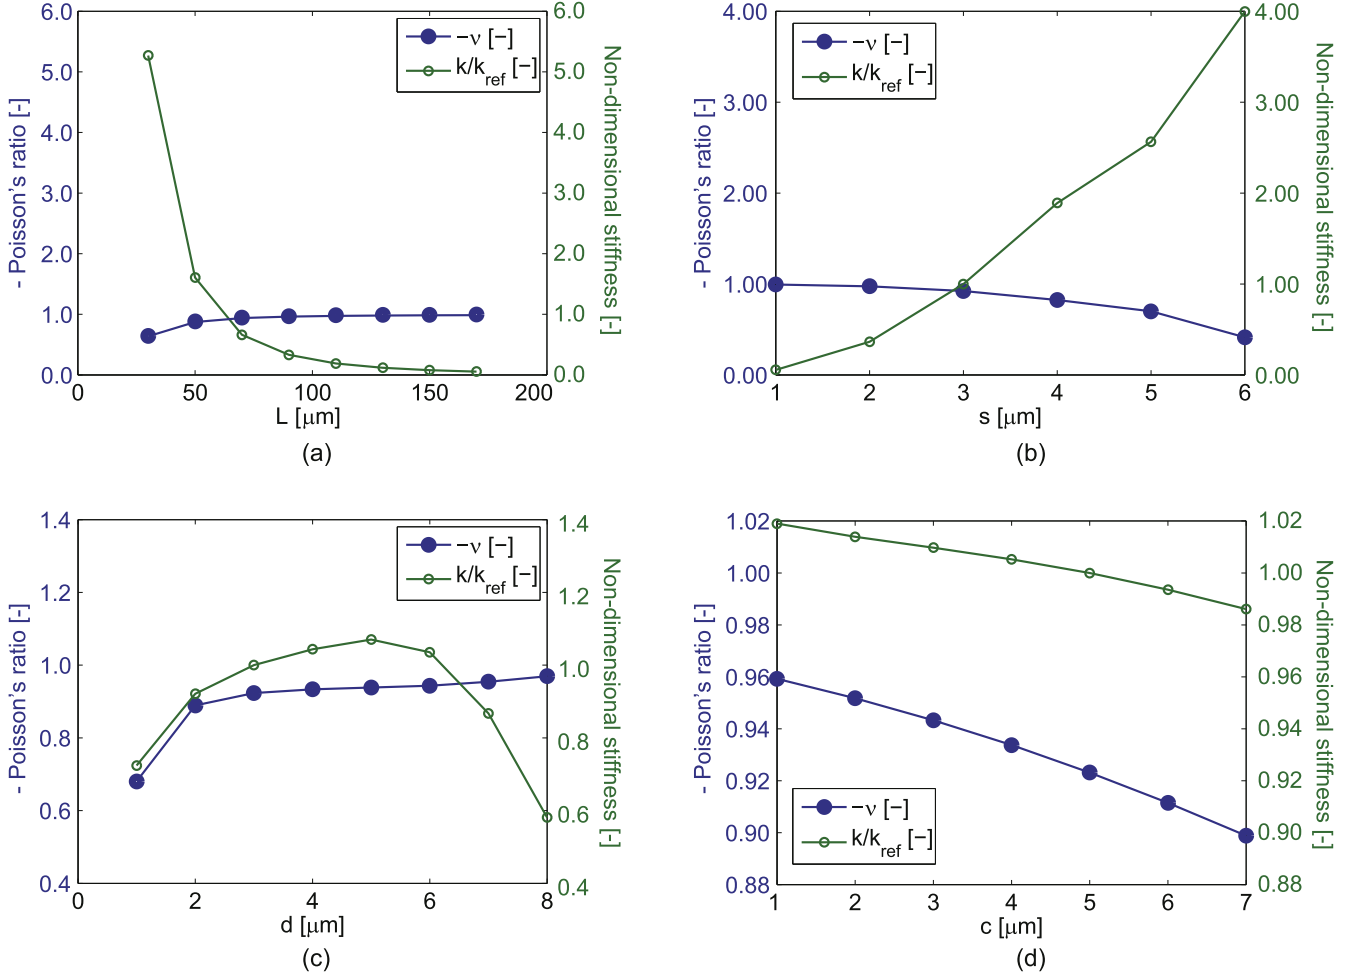 6.0
5.0
4.0
3.0
2.0
1.0
0.0
- Poisson's ratio [-]
−ν [−]
k/kref [−]
6.0
5.0
4.0
3.0
2.0
1.0
0.0
Non-dimensional stiffness [-]
0 50 100 150 200
L [μm]
(a)
4.00
3.00
2.00
1.00
0.00
- Poisson's ratio [-]
−ν [−]
k/kref [−]
4.00
3.00
2.00
1.00
0.00
Non-dimensional stiffness [-]
1 2 3 4 5 6
s [μm]
(b)
1.4
1.2
1.0
0.8
0.6
0.4
- Poisson's ratio [-]
−ν [−]
k/kref [−]
1.4
1.2
1.0
0.8
0.6
0.4
Non-dimensional stiffness [-]
0 2 4 6 8
d [μm]
(c)
1.02
1.00
0.98
0.96
0.94
0.92
0.90
0.88
- Poisson's ratio [-]
−ν [−]
k/kref [−]
1.02
1.00
0.98
0.96
0.94
0.92
0.90
0.88
Non-dimensional stiffness [-]
1 2 3 4 5 6 7
c [μm]
(d)